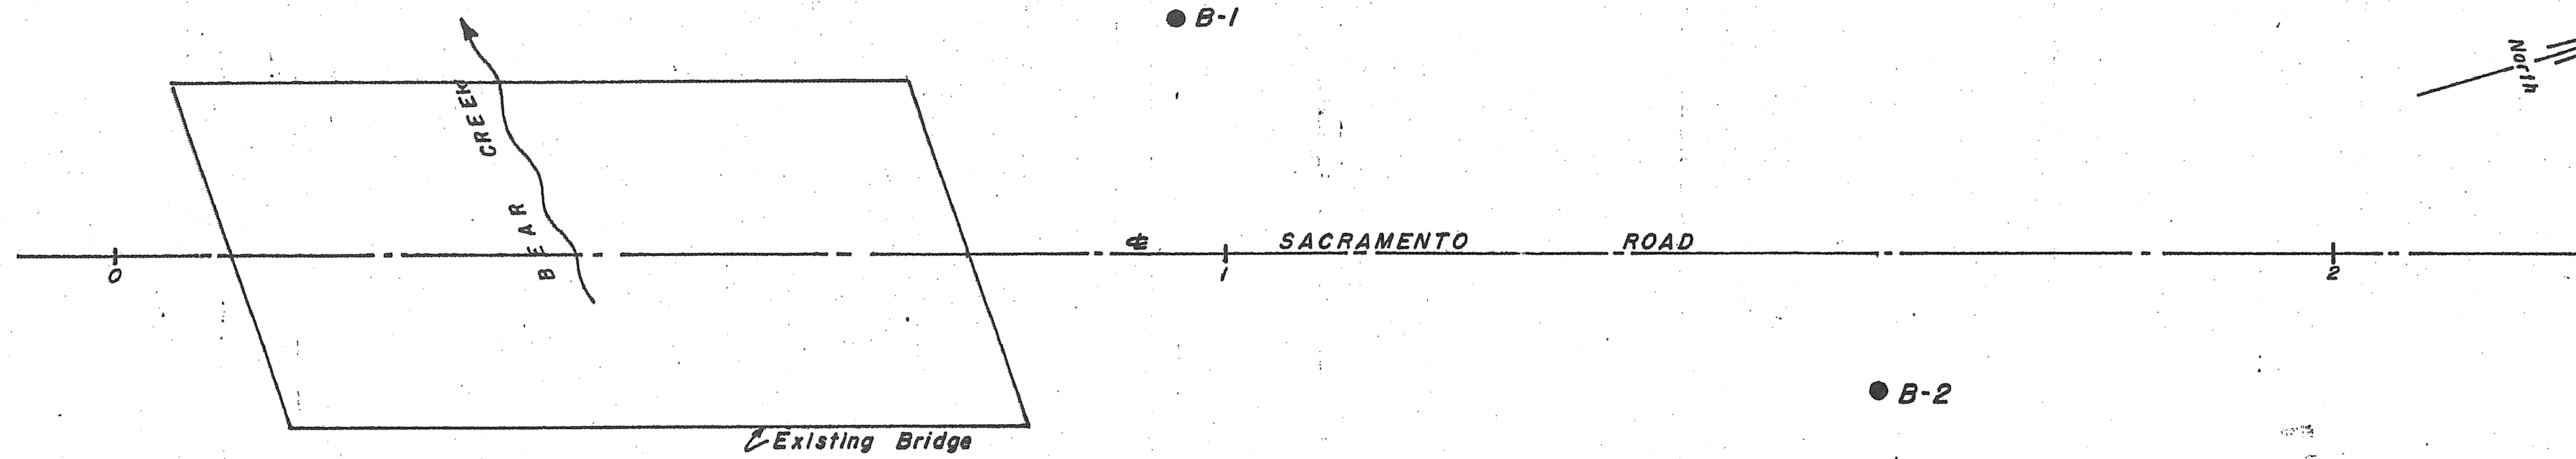 B-1
North
BEAR CREEK
℄ SACRAMENTO ROAD
0 1 2
B-2
Existing Bridge